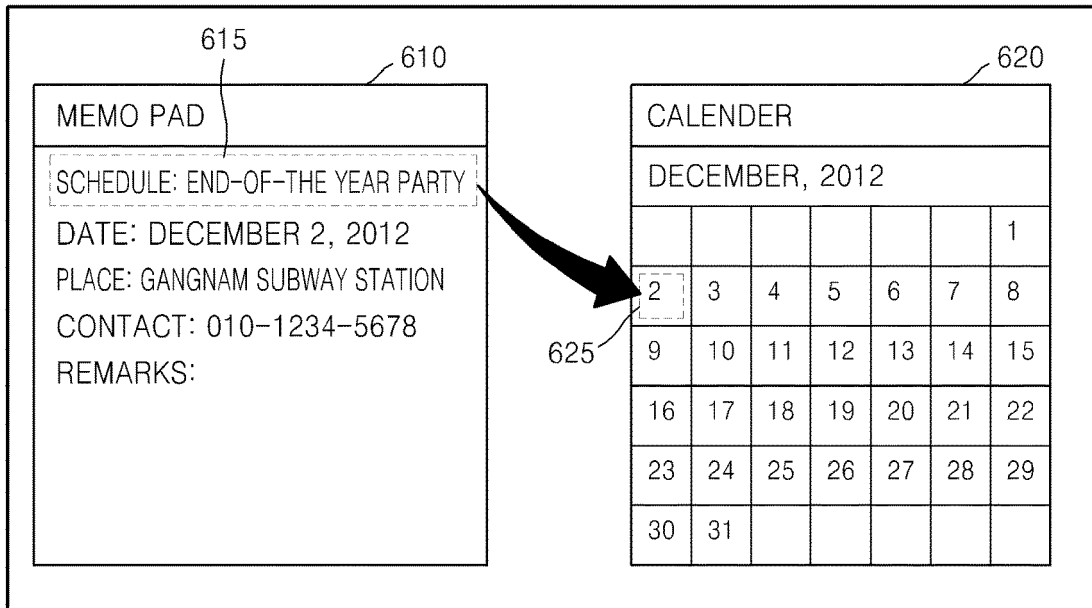 615
610
620
MEMO PAD
SCHEDULE: END-OF-THE YEAR PARTY
DATE: DECEMBER 2, 2012
PLACE: GANGNAM SUBWAY STATION
CONTACT: 010-1234-5678
REMARKS:
CALENDER
DECEMBER, 2012
1
2 3 4 5 6 7 8
625
9 10 11 12 13 14 15
16 17 18 19 20 21 22
23 24 25 26 27 28 29
30 31